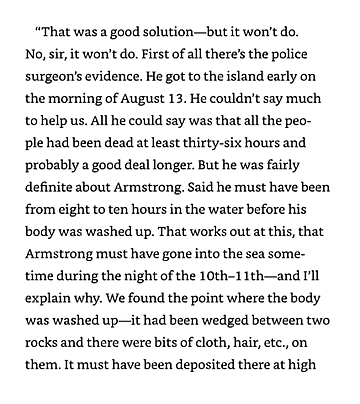 “That was a good solution—but it won’t do.
No, sir, it won’t do. First of all there’s the police
surgeon’s evidence. He got to the island early on
the morning of August 13. He couldn’t say much
to help us. All he could say was that all the peo-
ple had been dead at least thirty-six hours and
probably a good deal longer. But he was fairly
definite about Armstrong. Said he must have been
from eight to ten hours in the water before his
body was washed up. That works out at this, that
Armstrong must have gone into the sea some-
time during the night of the 10th–11th—and I’ll
explain why. We found the point where the body
was washed up—it had been wedged between two
rocks and there were bits of cloth, hair, etc., on
them. It must have been deposited there at high